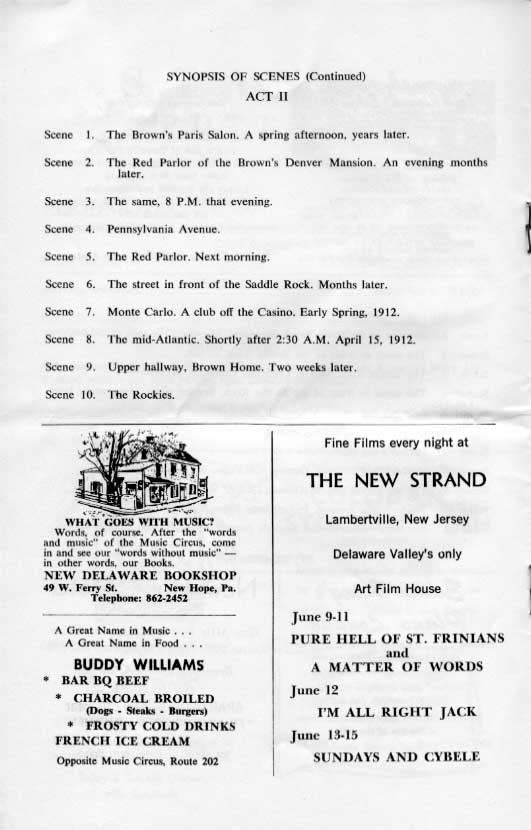 SYNOPSIS OF SCENES (Continued)
ACT II
Scene 1. The Brown's Paris Salon. A spring afternoon, years later.
Scene 2. The Red Parlor of the Brown's Denver Mansion. An evening months
later.
Scene 3. The same, 8 P.M. that evening.
Scene 4. Pennsylvania Avenue.
Scene 5. The Red Parlor. Next morning.
Scene 6. The street in front of the Saddle Rock. Months later.
Scene 7. Monte Carlo. A club off the Casino. Early Spring, 1912.
Scene 8. The mid-Atlantic. Shortly after 2:30 A.M. April 15, 1912.
Scene 9. Upper hallway, Brown Home. Two weeks later.
Scene 10. The Rockies.
WHAT GOES WITH MUSIC?
Words, of course. After the "words
and music" of the Music Circus, come
in and see our "words without music" —
in other words, our Books.
NEW DELAWARE BOOKSHOP
49 W. Ferry St. New Hope, Pa.
Telephone: 862-2452
A Great Name in Music . . .
A Great Name in Food . . .
BUDDY WILLIAMS
* BAR BQ BEEF
* CHARCOAL BROILED
(Dogs - Steaks - Burgers)
* FROSTY COLD DRINKS
FRENCH ICE CREAM
Opposite Music Circus, Route 202
Fine Films every night at
THE NEW STRAND
Lambertville, New Jersey
Delaware Valley's only
Art Film House
June 9-11
PURE HELL OF ST. FRINIANS
and
A MATTER OF WORDS
June 12
I'M ALL RIGHT JACK
June 13-15
SUNDAYS AND CYBELE